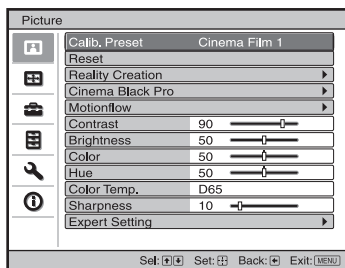 Picture
Calib. Preset Cinema Film 1
Reset
Reality Creation
Cinema Black Pro
Motionflow
Contrast 90
Brightness 50
Color 50
Hue 50
Color Temp. D65
Sharpness 10
Expert Setting
Sel: Set: Back: Exit: MENU